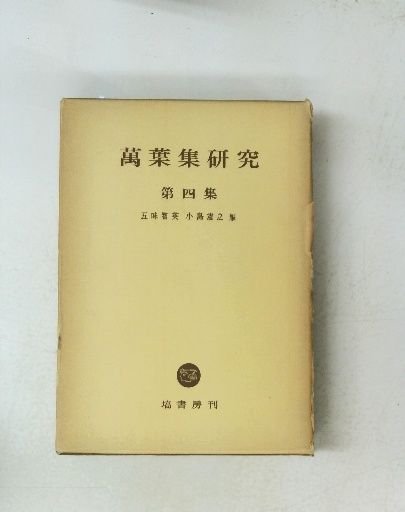 萬葉集研究
第四集
五味智英 小島憲之 編
塙書房刊